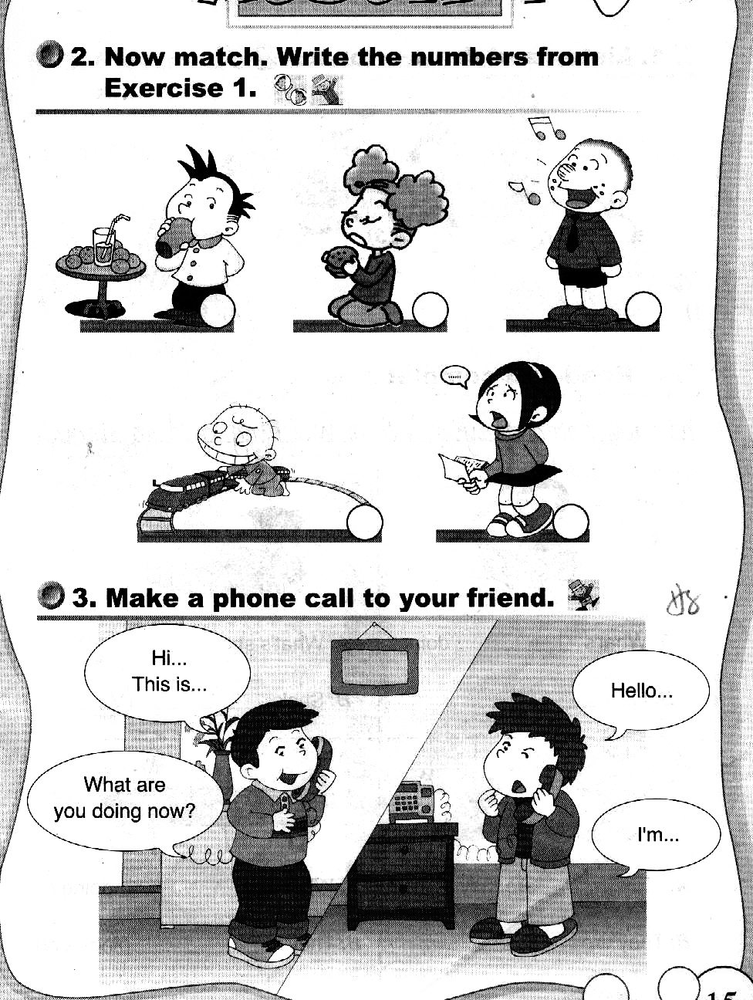 2. Now match. Write the numbers from
Exercise 1.
......
3. Make a phone call to your friend.
Hi...
This is...
Hello...
What are
you doing now?
I'm...
15